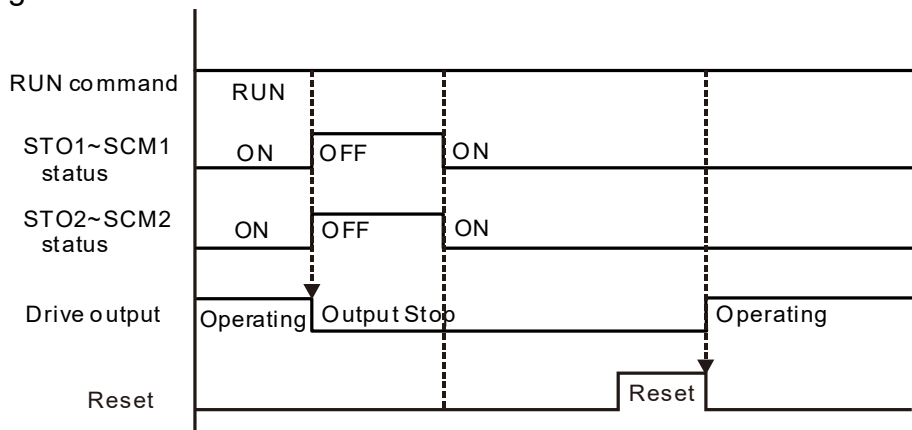 RUN command
RUN
STO1~SCM1
status
ON OFF ON
STO2~SCM2
status
ON OFF ON
Drive output
Operating Output Stop Operating
Reset
Reset